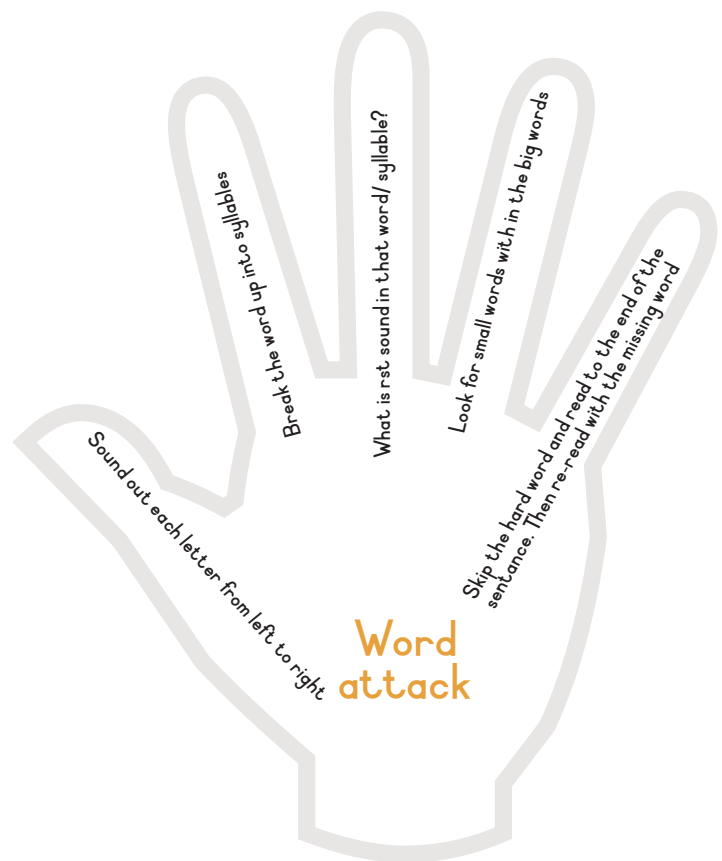 Sound out each letter from left to right
Break the word up into syllables
What is rst sound in that word/ syllable?
Look for small words with in the big words
Skip the hard word and read to the end of the
sentance. Then re-read with the missing word
Word
attack